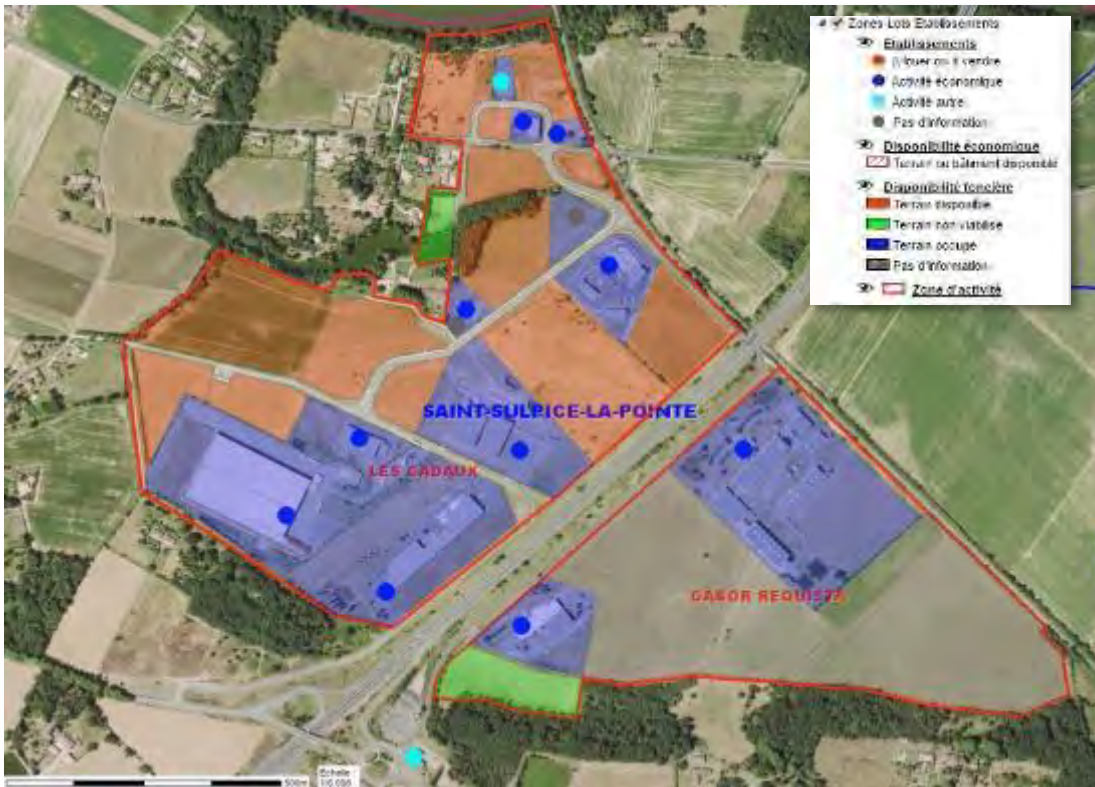 Zones-Lots Etablissements
Etablissements
A louer ou à vendre
Activité économique
Activité autre
Pas d'information
Disponibilité économique
Terrain ou bâtiment disponible
Disponibilité foncière
Terrain disponible
Terrain non viabilisé
Terrain occupé
Pas d'information
Zone d'activité
SAINT-SULPICE-LA-POINTE
LES CADAUX
GABOR REQUISTA
500m
Echelle